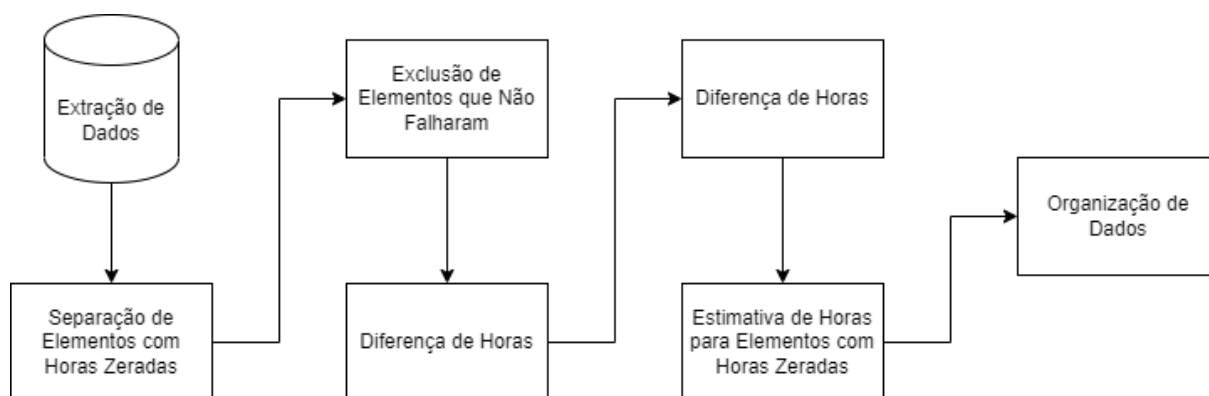 Extração de
Dados
Separação de
Elementos com
Horas Zeradas
Exclusão de
Elementos que Não
Falharam
Diferença de Horas
Diferença de Horas
Estimativa de Horas
para Elementos com
Horas Zeradas
Organização de
Dados